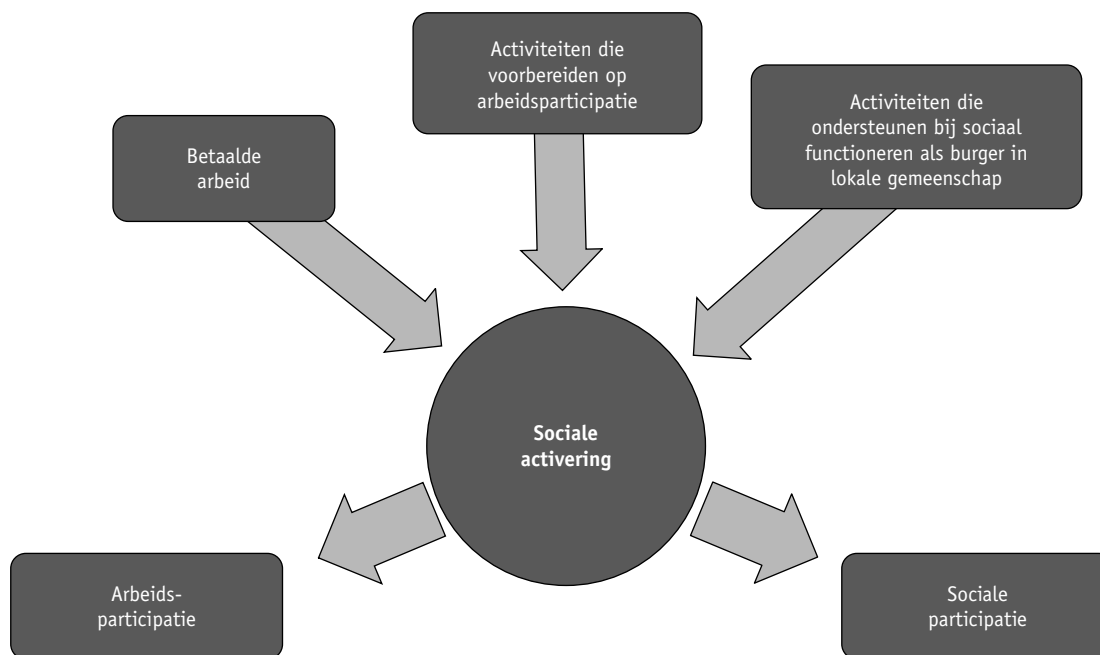 Activiteiten die
voorbereiden op
arbeidsparticipatie
Activiteiten die
ondersteunen bij sociaal
functioneren als burger in
lokale gemeenschap
Betaalde
arbeid
Sociale
activering
Arbeids-
participatie
Sociale
participatie